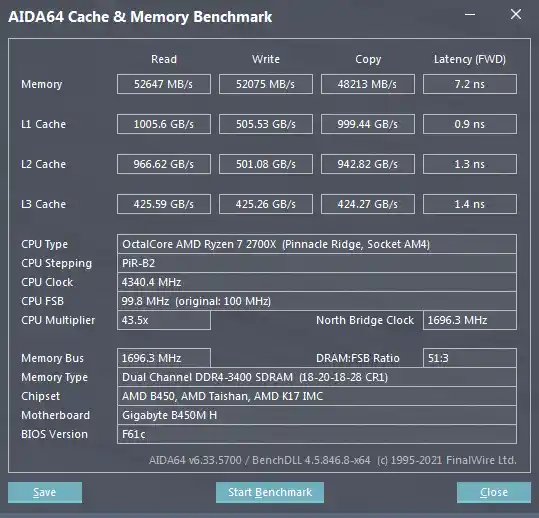 AIDA64 Cache & Memory Benchmark
Read Write Copy Latency (FWD)
Memory 52647 MB/s 52075 MB/s 48213 MB/s 7.2 ns
L1 Cache 1005.6 GB/s 505.53 GB/s 999.44 GB/s 0.9 ns
L2 Cache 966.62 GB/s 501.08 GB/s 942.82 GB/s 1.3 ns
L3 Cache 425.59 GB/s 425.26 GB/s 424.27 GB/s 1.4 ns
CPU Type OctalCore AMD Ryzen 7 2700X (Pinnacle Ridge, Socket AM4)
CPU Stepping PiR-B2
CPU Clock 4340.4 MHz
CPU FSB 99.8 MHz (original: 100 MHz)
CPU Multiplier 43.5x North Bridge Clock 1696.3 MHz
Memory Bus 1696.3 MHz DRAM:FSB Ratio 51:3
Memory Type Dual Channel DDR4-3400 SDRAM (18-20-18-28 CR1)
Chipset AMD B450, AMD Taishan, AMD K17 IMC
Motherboard Gigabyte B450M H
BIOS Version F61c
AIDA64 v6.33.5700 / BenchDLL 4.5.846.8-x64 (c) 1995-2021 FinalWire Ltd.
Save Start Benchmark Close